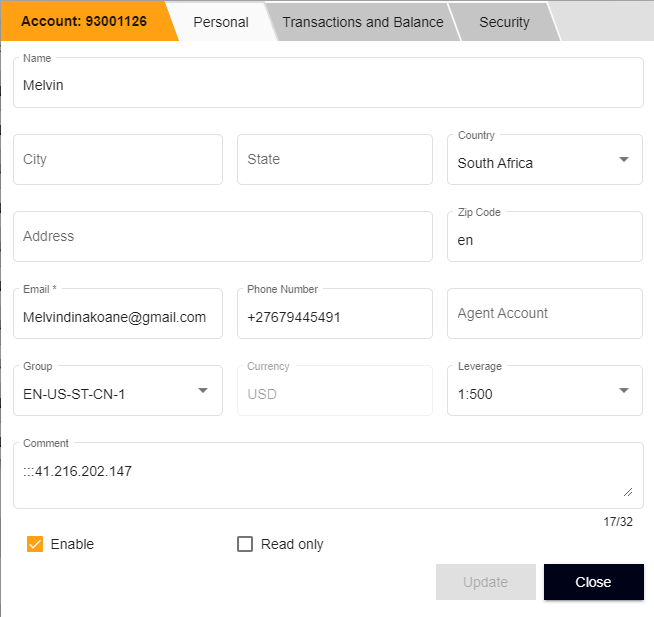 Account: 93001126 Personal Transactions and Balance Security
Name
Melvin
City State
Country
South Africa
Address
Zip Code
en
Email * Phone Number
Melvindinakoane@gmail.com +27679445491 Agent Account
Group Currency Leverage
EN-US-ST-CN-1 USD 1:500
Comment
:::41.216.202.147
17/32
Enable Read only
Update Close